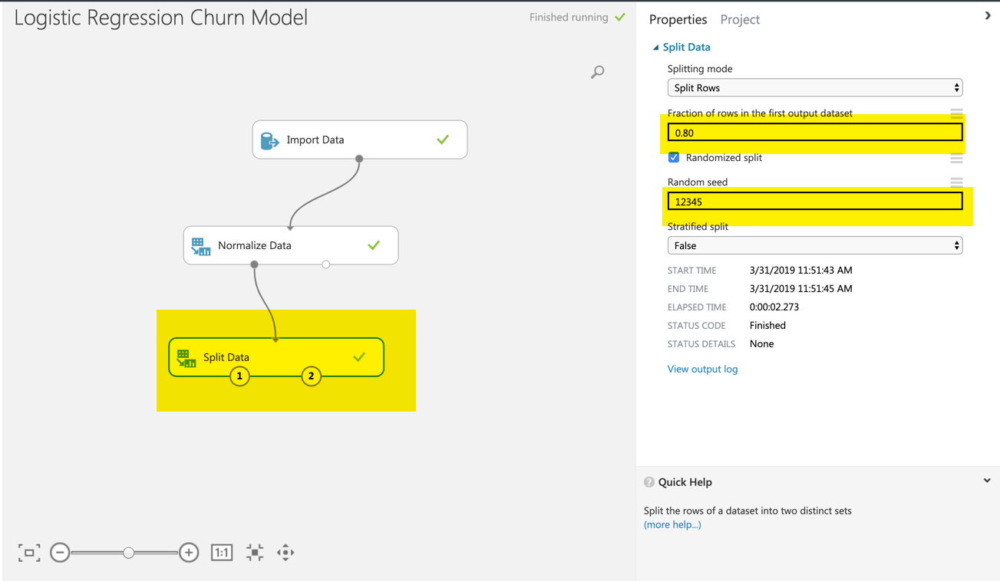 Logistic Regression Churn Model
Finished running
Import Data
Normalize Data
Split Data
1 2
1:1
Properties Project
Split Data
Splitting mode
Split Rows
Fraction of rows in the first output dataset
0.80
Randomized split
Random seed
12345
Stratified split
False
START TIME 3/31/2019 11:51:43 AM
END TIME 3/31/2019 11:51:45 AM
ELAPSED TIME 0:00:02.273
STATUS CODE Finished
STATUS DETAILS None
View output log
? Quick Help
Split the rows of a dataset into two distinct sets
(more help...)